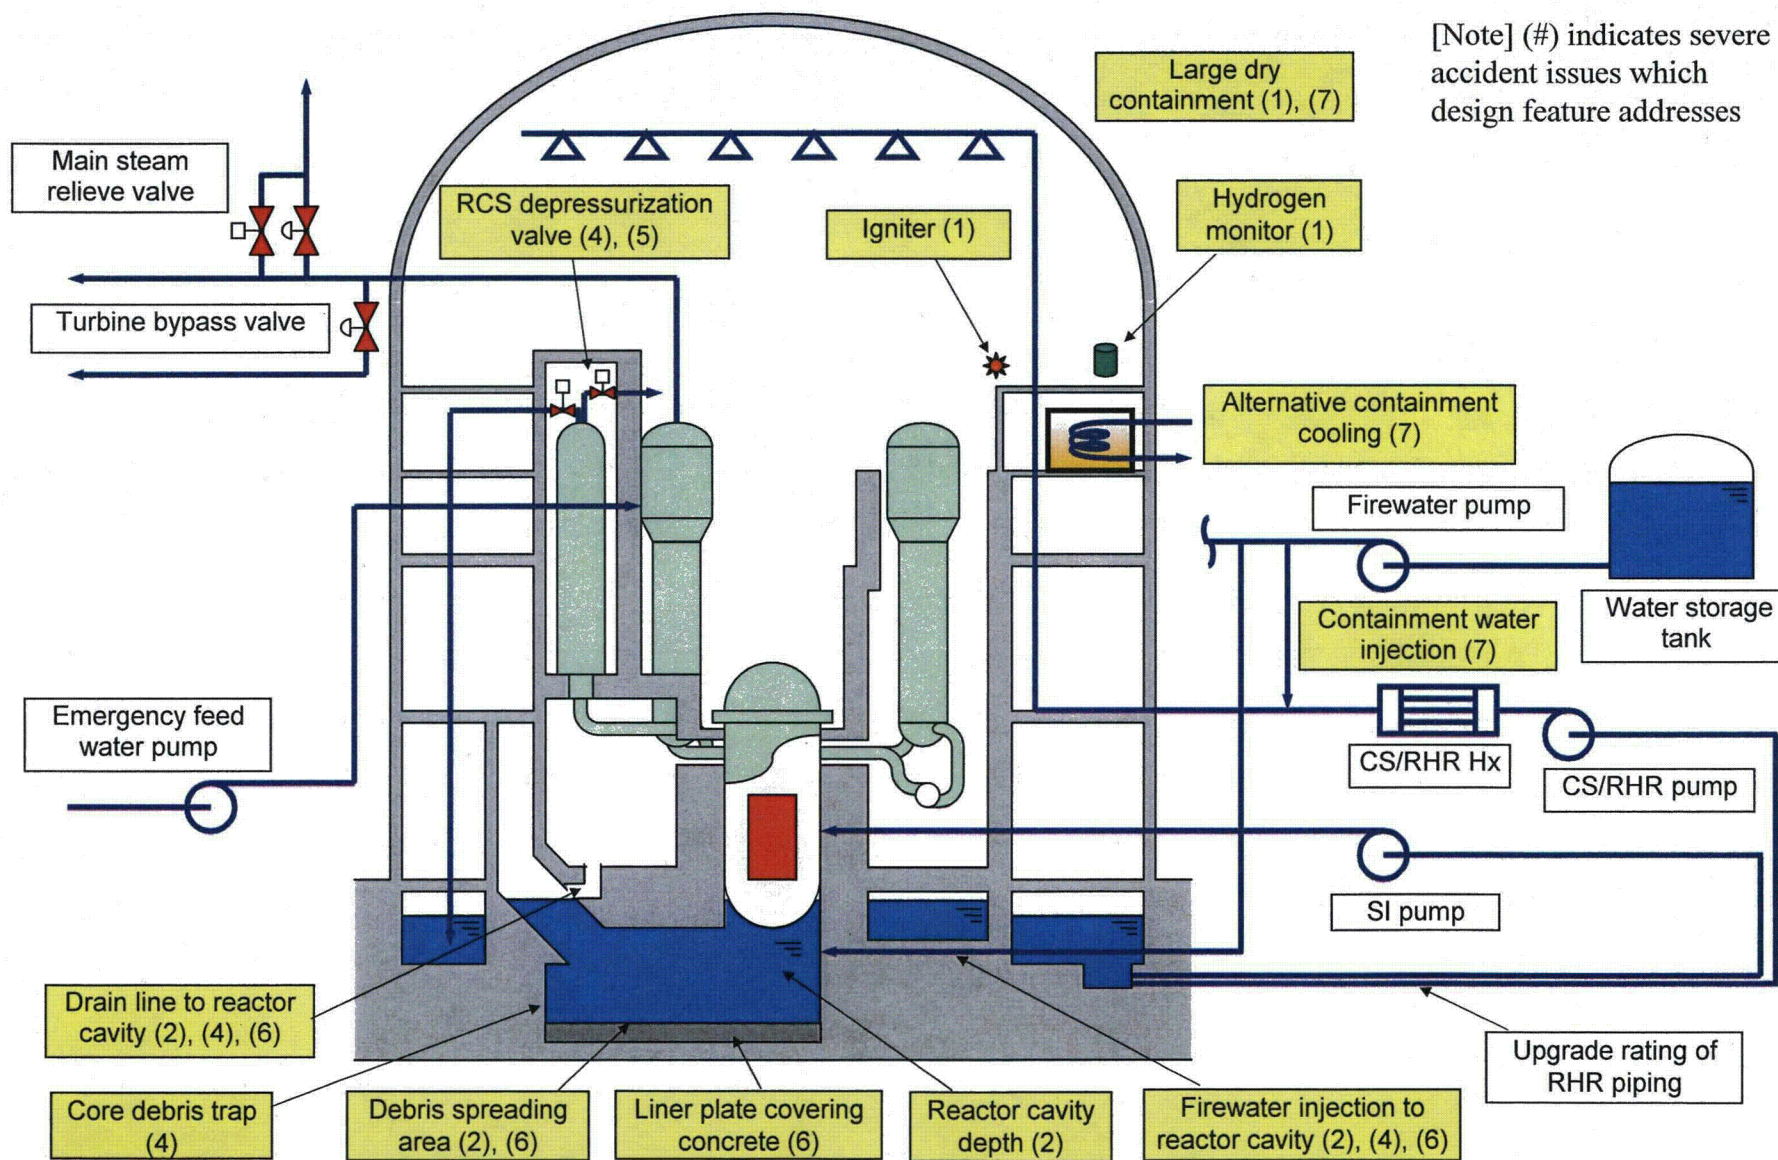 [Note] (#) indicates severe
accident issues which
design feature addresses
Large dry
containment (1), (7)
Main steam
relieve valve
RCS depressurization
valve (4), (5)
Igniter (1)
Hydrogen
monitor (1)
Turbine bypass valve
Alternative containment
cooling (7)
Firewater pump
Water storage
tank
Containment water
injection (7)
Emergency feed
water pump
CS/RHR Hx
CS/RHR pump
SI pump
Drain line to reactor
cavity (2), (4), (6)
Upgrade rating of
RHR piping
Core debris trap
(4)
Debris spreading
area (2), (6)
Liner plate covering
concrete (6)
Reactor cavity
depth (2)
Firewater injection to
reactor cavity (2), (4), (6)